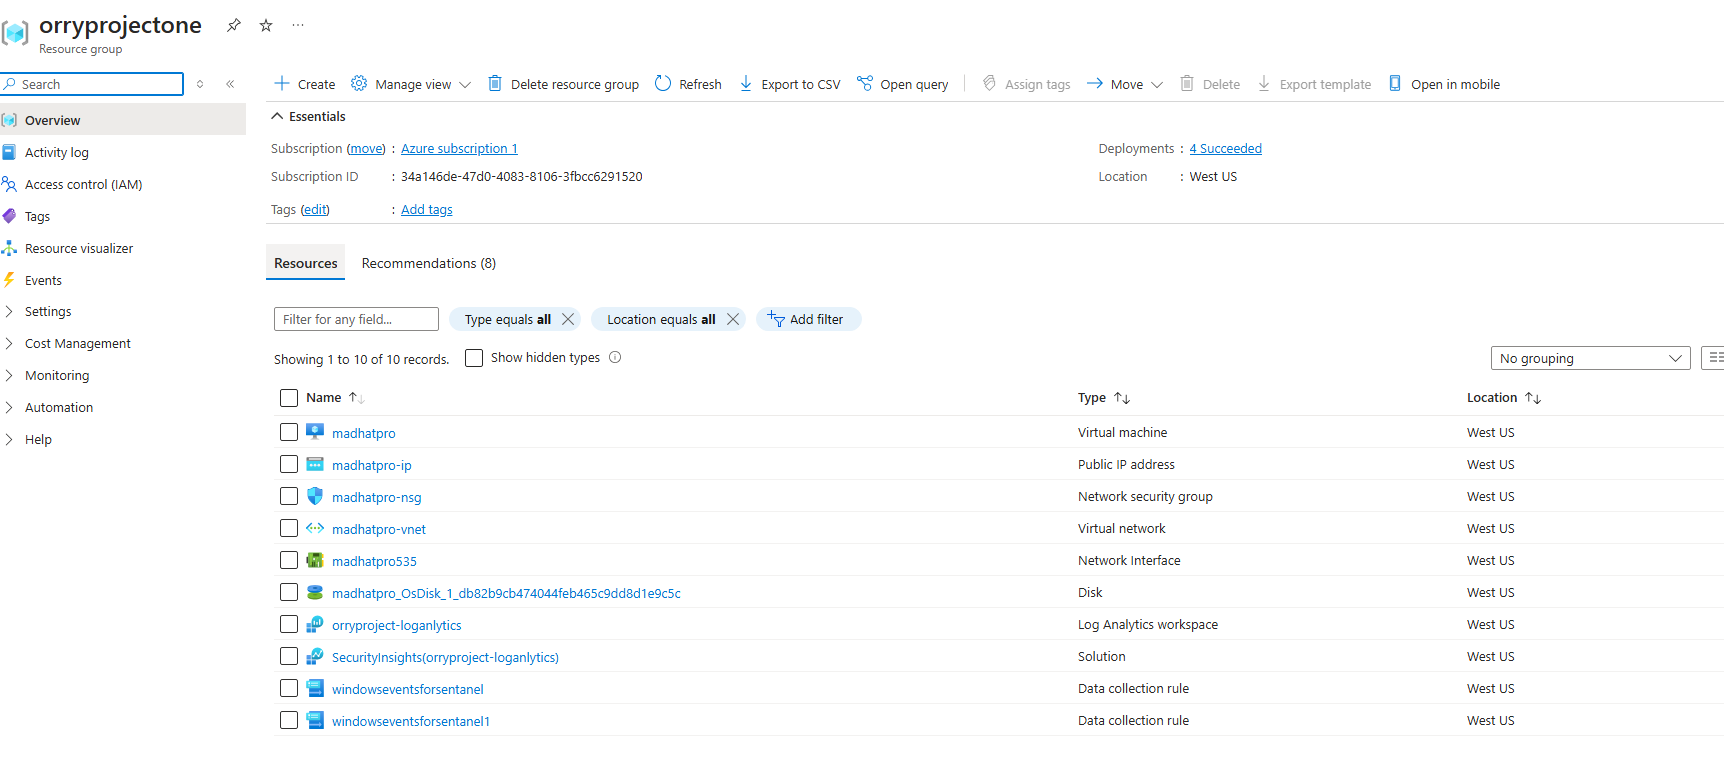 orryprojectone
Resource group
Search
Create Manage view Delete resource group Refresh Export to CSV Open query Assign tags Move Delete Export template Open in mobile
Overview
Activity log
Access control (IAM)
Tags
Resource visualizer
Events
Settings
Cost Management
Monitoring
Automation
Help
Essentials
Subscription (move) : Azure subscription 1
Deployments : 4 Succeeded
Subscription ID : 34a146de-47d0-4083-8106-3fbcc6291520
Location : West US
Tags (edit) : Add tags
Resources Recommendations (8)
Filter for any field... Type equals all Location equals all Add filter
Showing 1 to 10 of 10 records. Show hidden types No grouping
Name Type Location
madhatpro Virtual machine West US
madhatpro-ip Public IP address West US
madhatpro-nsg Network security group West US
madhatpro-vnet Virtual network West US
madhatpro535 Network Interface West US
madhatpro_OsDisk_1_db82b9cb474044feb465c9dd8d1e9c5c Disk West US
orryproject-loganlytics Log Analytics workspace West US
SecurityInsights(orryproject-loganlytics) Solution West US
windowseventsforsentanel Data collection rule West US
windowseventsforsentanel1 Data collection rule West US